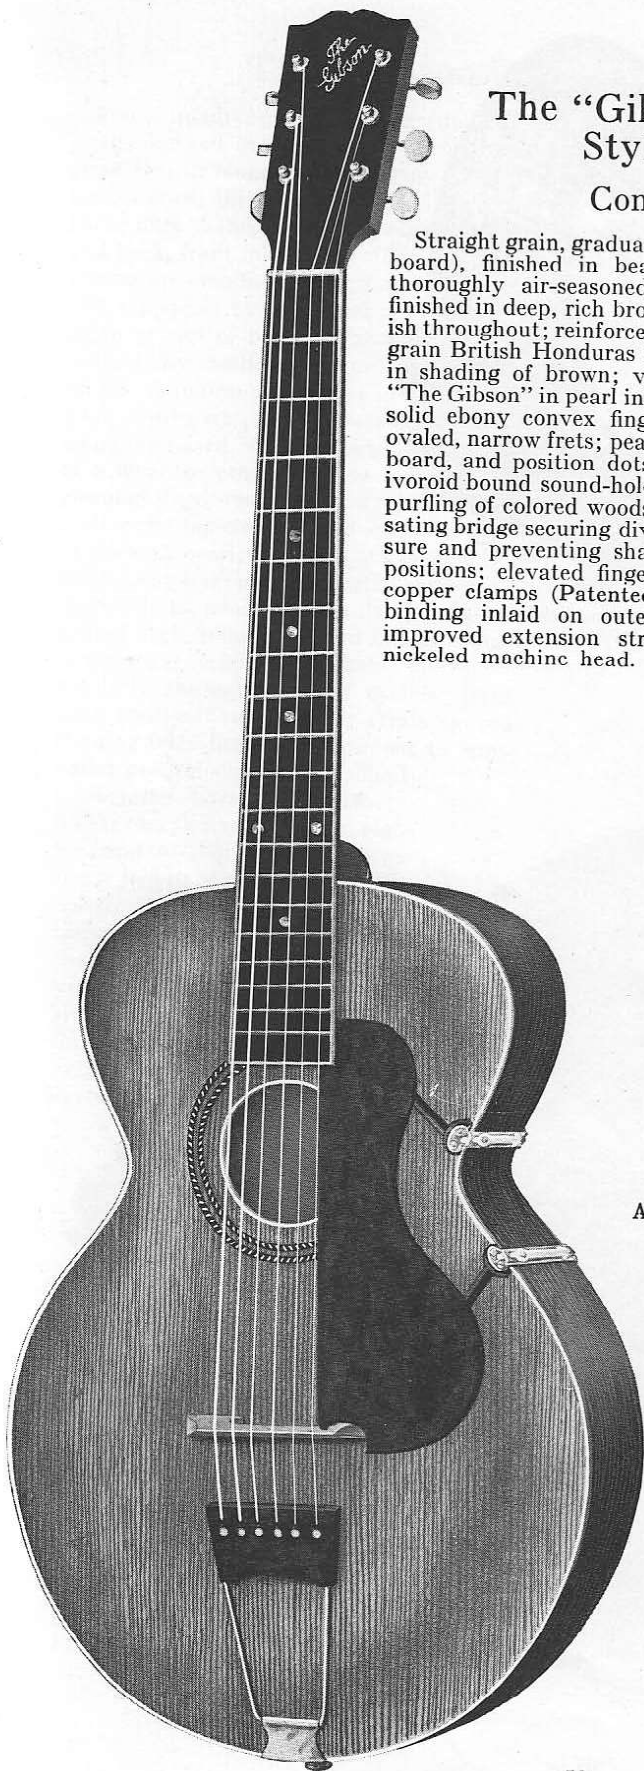 The
Gibson
The “Gib
Sty
Con
Straight grain, gradua
board), finished in bea
thoroughly air-seasoned
finished in deep, rich bro
ish throughout; reinforce
grain British Honduras
in shading of brown; v
“The Gibson” in pearl in
solid ebony convex fing
ovaled, narrow frets; pea
board, and position dots
ivoroid bound sound-hol
purfling of colored woods
sating bridge securing div
sure and preventing sha
positions; elevated finge
copper clamps (Patented
binding inlaid on oute
improved extension str
nickeled machine head.
A